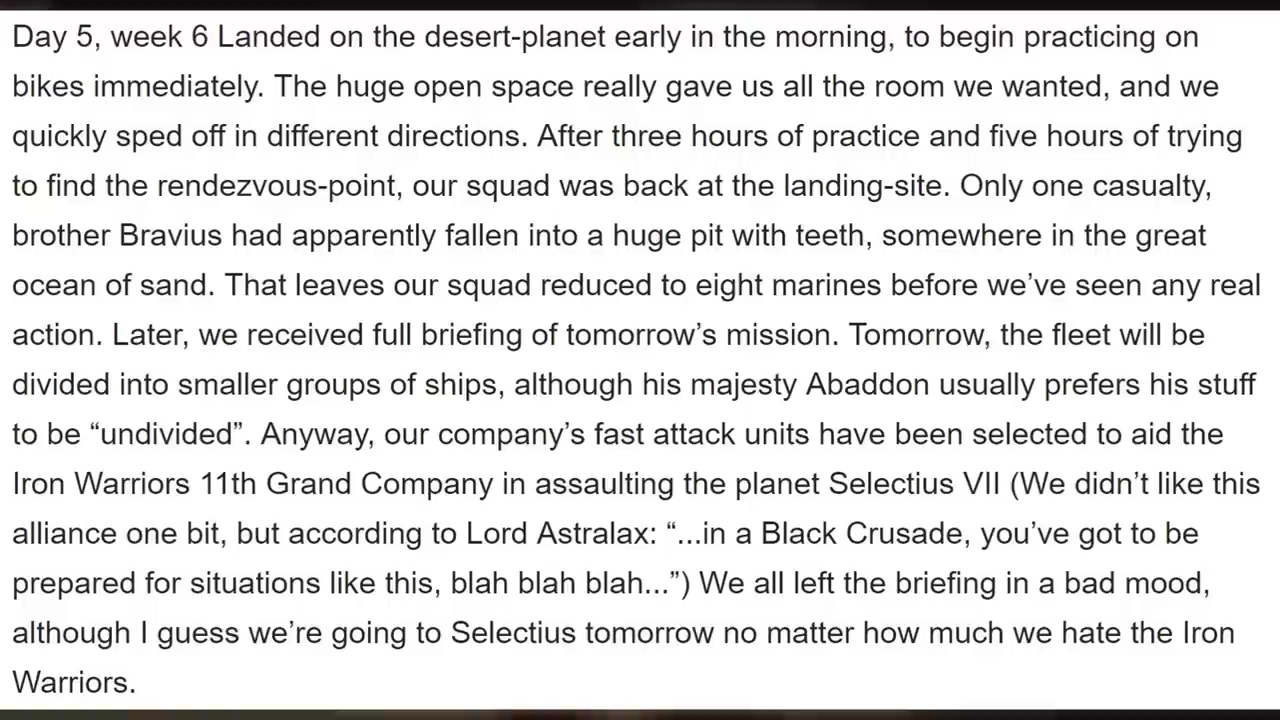 Day 5, week 6 Landed on the desert-planet early in the morning, to begin practicing on
bikes immediately. The huge open space really gave us all the room we wanted, and we
quickly sped off in different directions. After three hours of practice and five hours of trying
to find the rendezvous-point, our squad was back at the landing-site. Only one casualty,
brother Bravius had apparently fallen into a huge pit with teeth, somewhere in the great
ocean of sand. That leaves our squad reduced to eight marines before we’ve seen any real
action. Later, we received full briefing of tomorrow’s mission. Tomorrow, the fleet will be
divided into smaller groups of ships, although his majesty Abaddon usually prefers his stuff
to be “undivided”. Anyway, our company’s fast attack units have been selected to aid the
Iron Warriors 11th Grand Company in assaulting the planet Selectius VII (We didn’t like this
alliance one bit, but according to Lord Astralax: “...in a Black Crusade, you’ve got to be
prepared for situations like this, blah blah blah...”) We all left the briefing in a bad mood,
although I guess we’re going to Selectius tomorrow no matter how much we hate the Iron
Warriors.